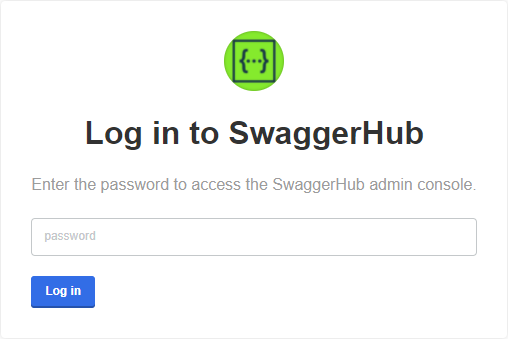 {...}
Log in to SwaggerHub
Enter the password to access the SwaggerHub admin console.
password
Log in